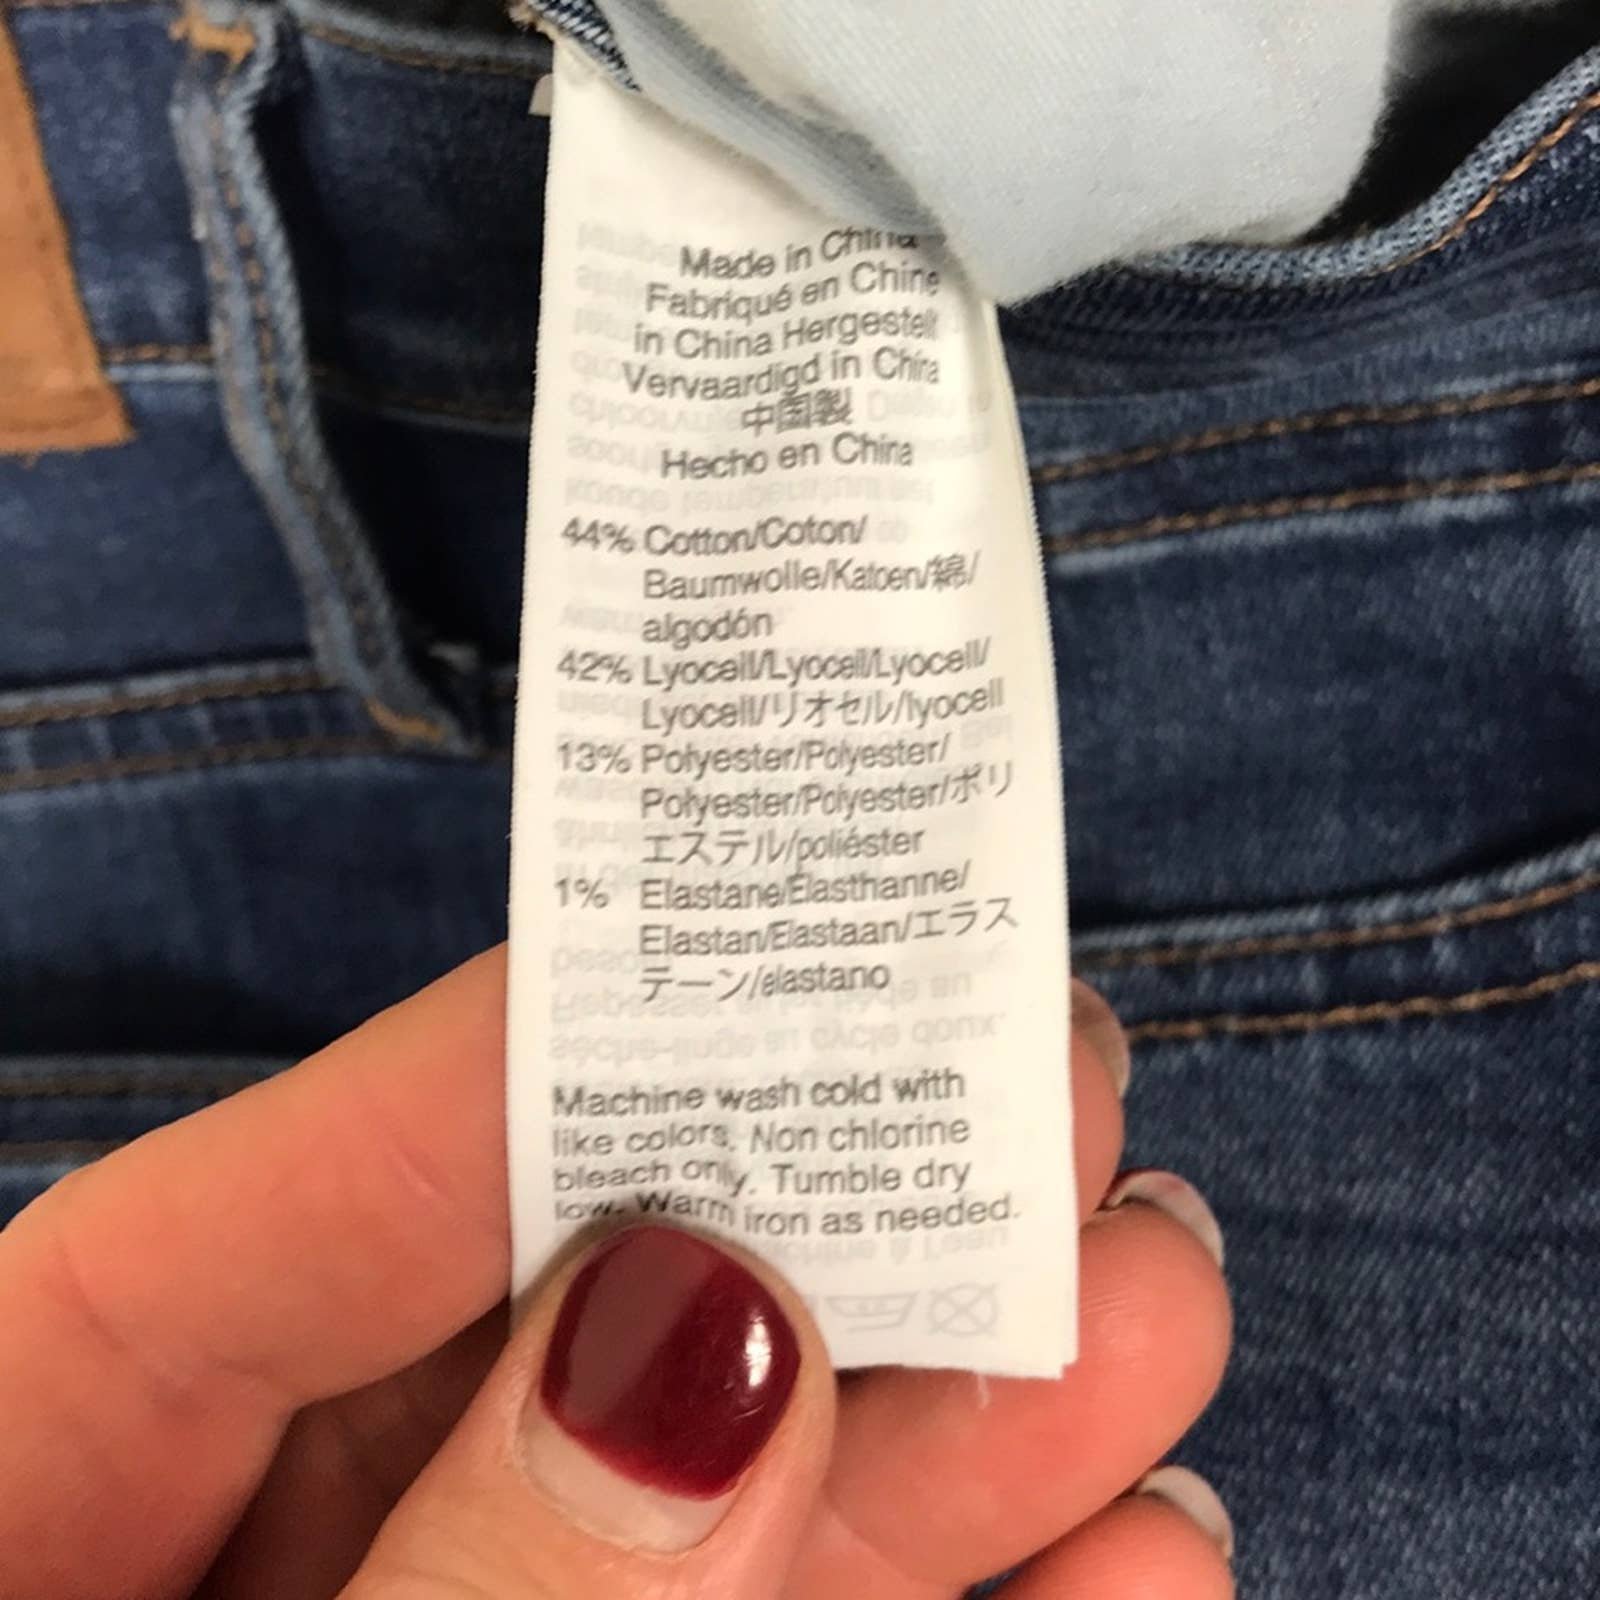 Made in China
Fabriqué en Chine
in China Hergestellt
Vervaardigd in China
中国製
Hecho en China
44% Cotton/Coton/
Baumwolle/Katoen/綿/
algodón
42% Lyocell/Lyocell/Lyocell/
Lyocell/リオセル/lyocell
13% Polyester/Polyester/
Polyester/Polyester/ポリ
エステル/poliéster
1% Elastane/Elasthanne/
Elastan/Elastaan/エラス
テーン/elastano
Machine wash cold with
like colors. Non chlorine
bleach only. Tumble dry
low. Warm iron as needed.